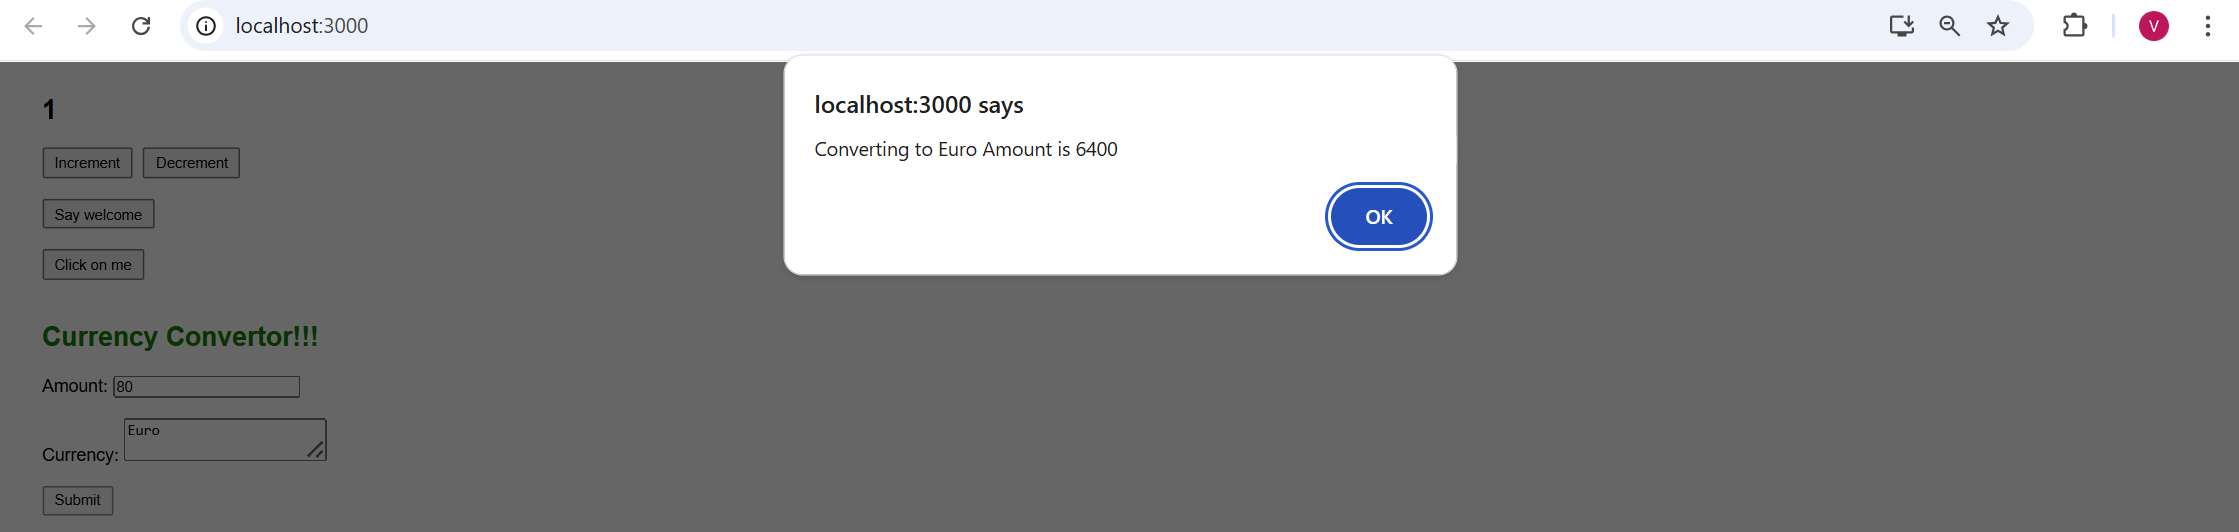 localhost:3000
V
localhost:3000 says
Converting to Euro Amount is 6400
OK
1
Increment Decrement
Say welcome
Click on me
Currency Convertor!!!
Amount: 80
Currency: Euro
Submit